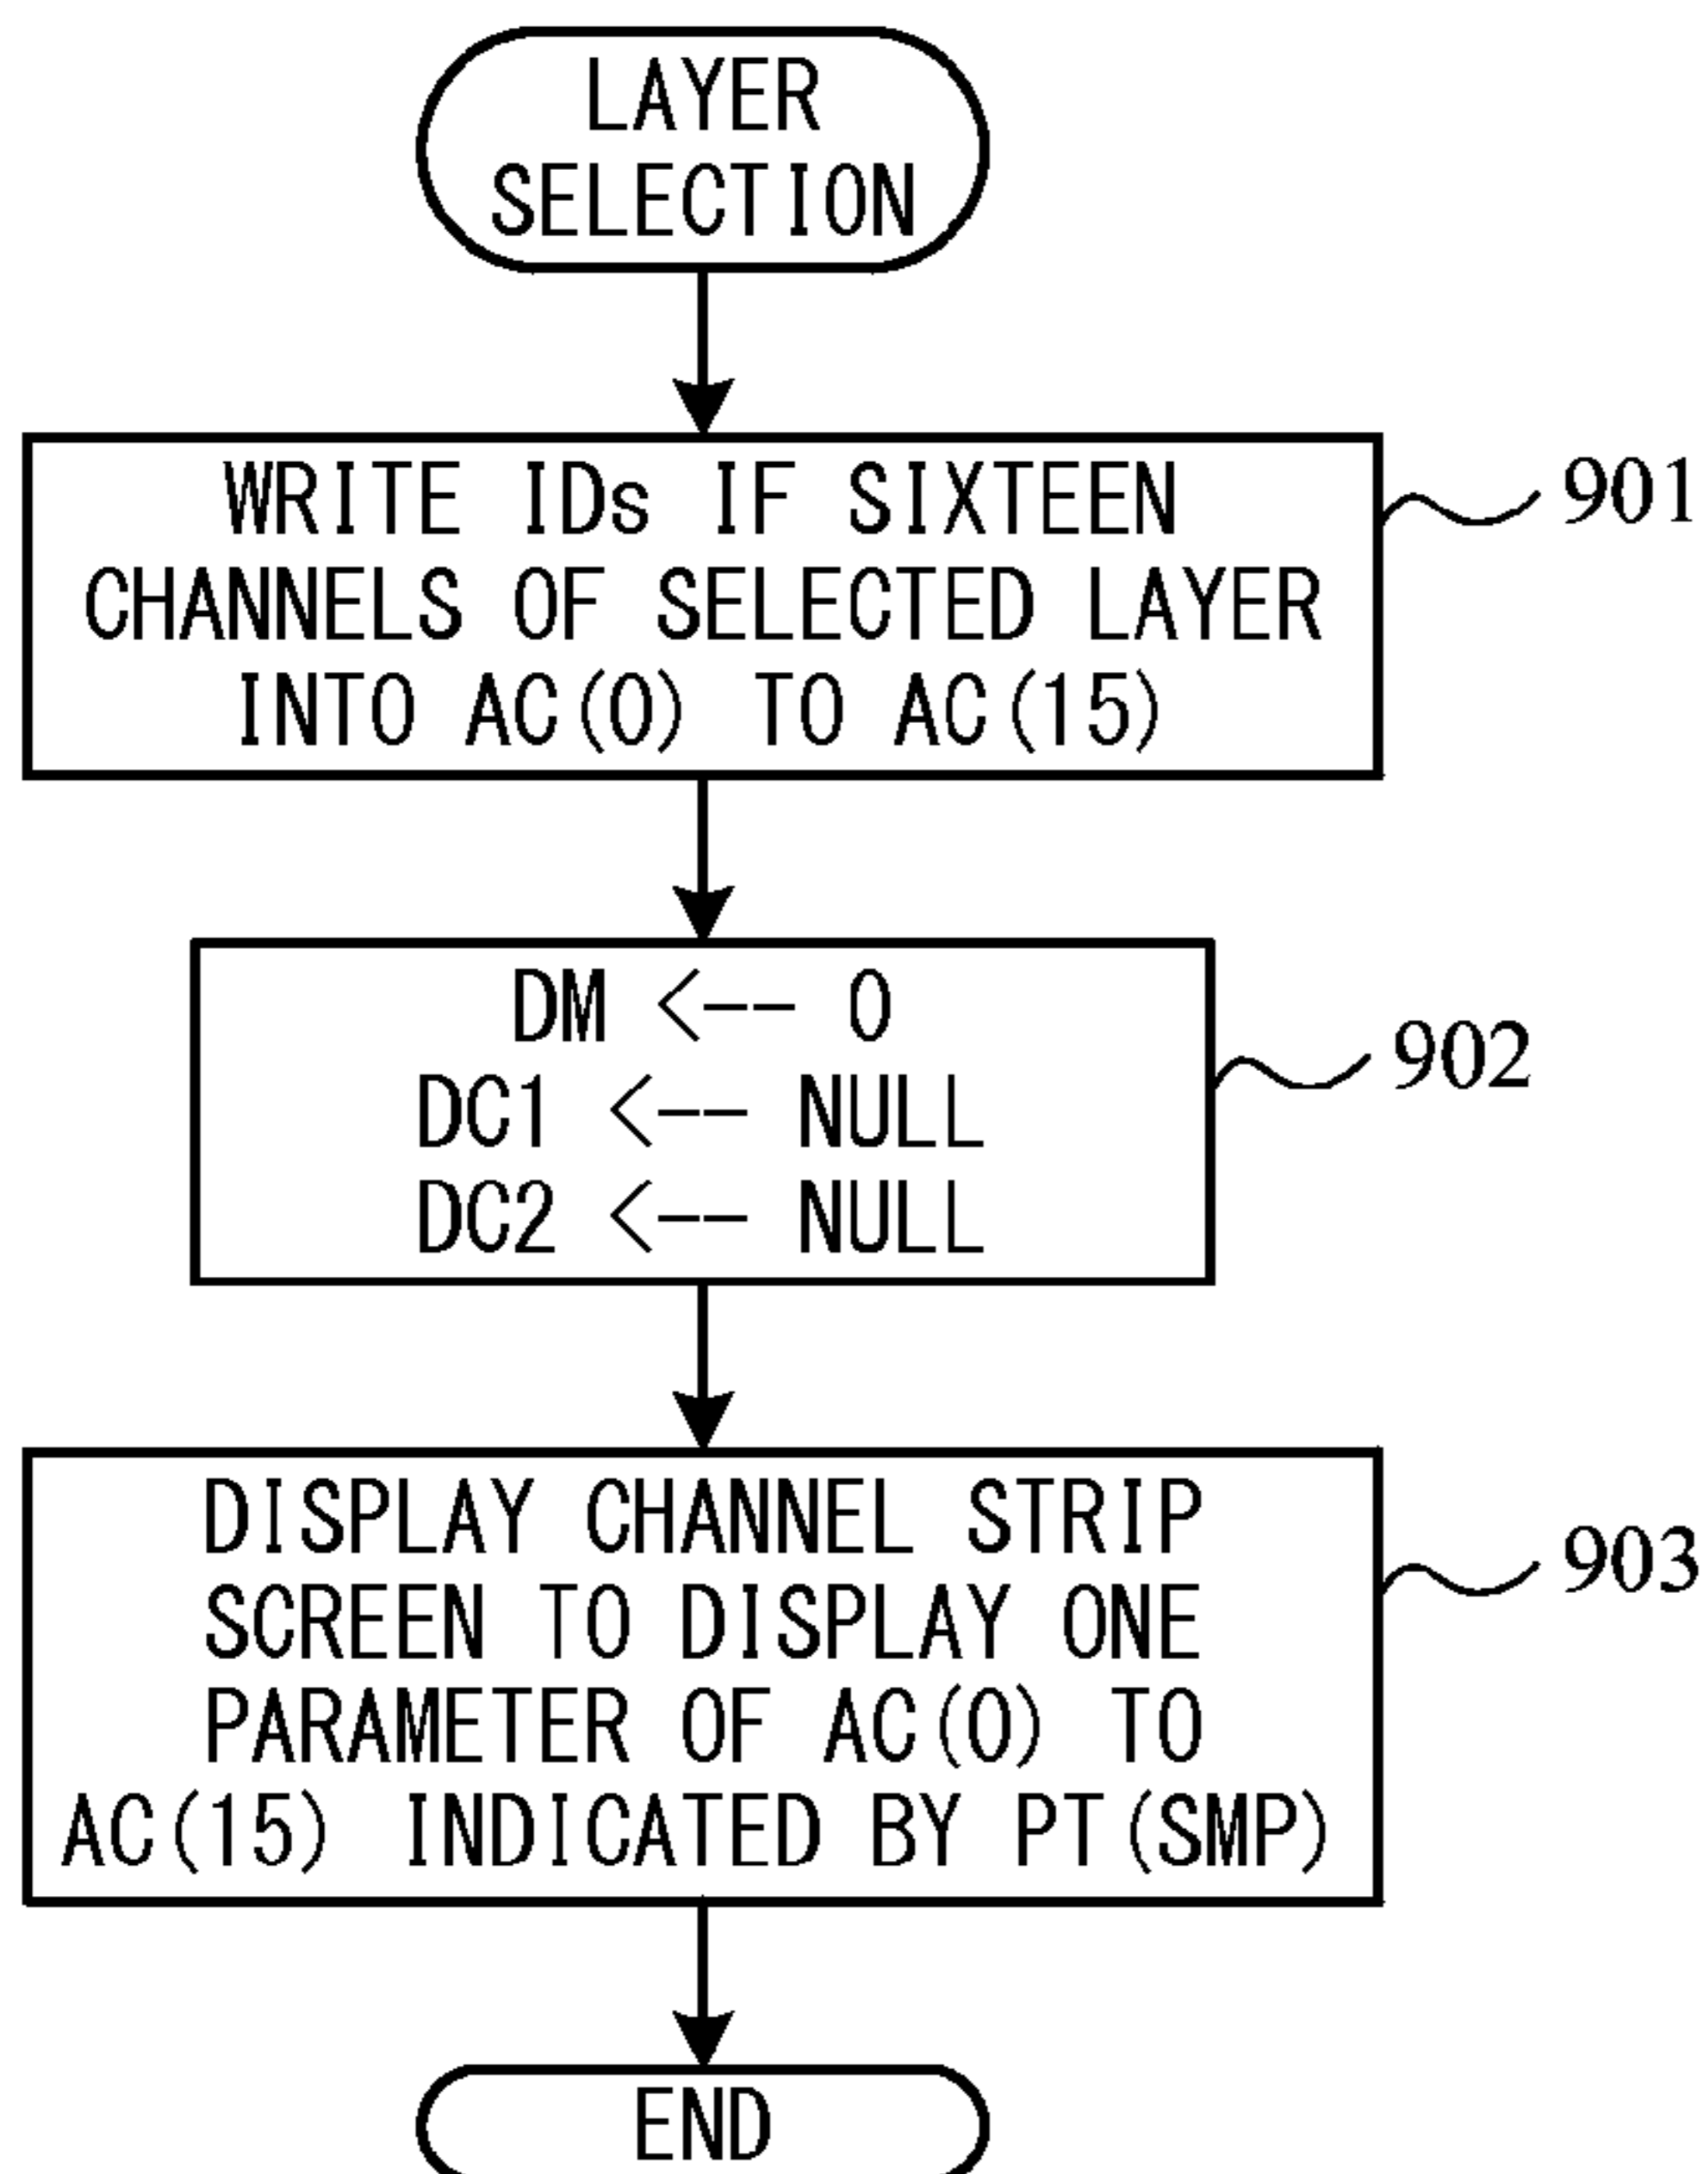 LAYER
SELECTION
WRITE IDs IF SIXTEEN
CHANNELS OF SELECTED LAYER
INTO AC(0) TO AC(15)
901
DM <-- 0
DC1 <-- NULL
DC2 <-- NULL
902
DISPLAY CHANNEL STRIP
SCREEN TO DISPLAY ONE
PARAMETER OF AC(0) TO
AC(15) INDICATED BY PT(SMP)
903
END